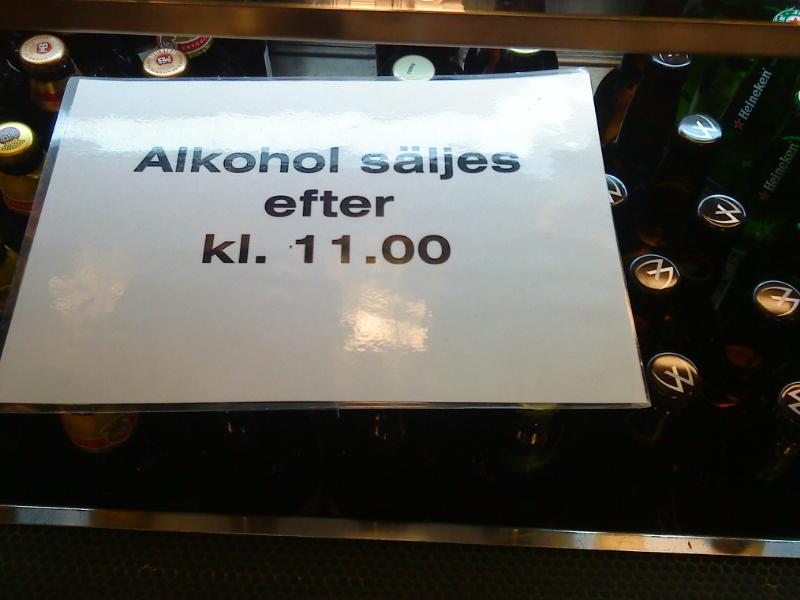 Alkohol säljes
efter
kl. 11.00
Heineken
Heineken